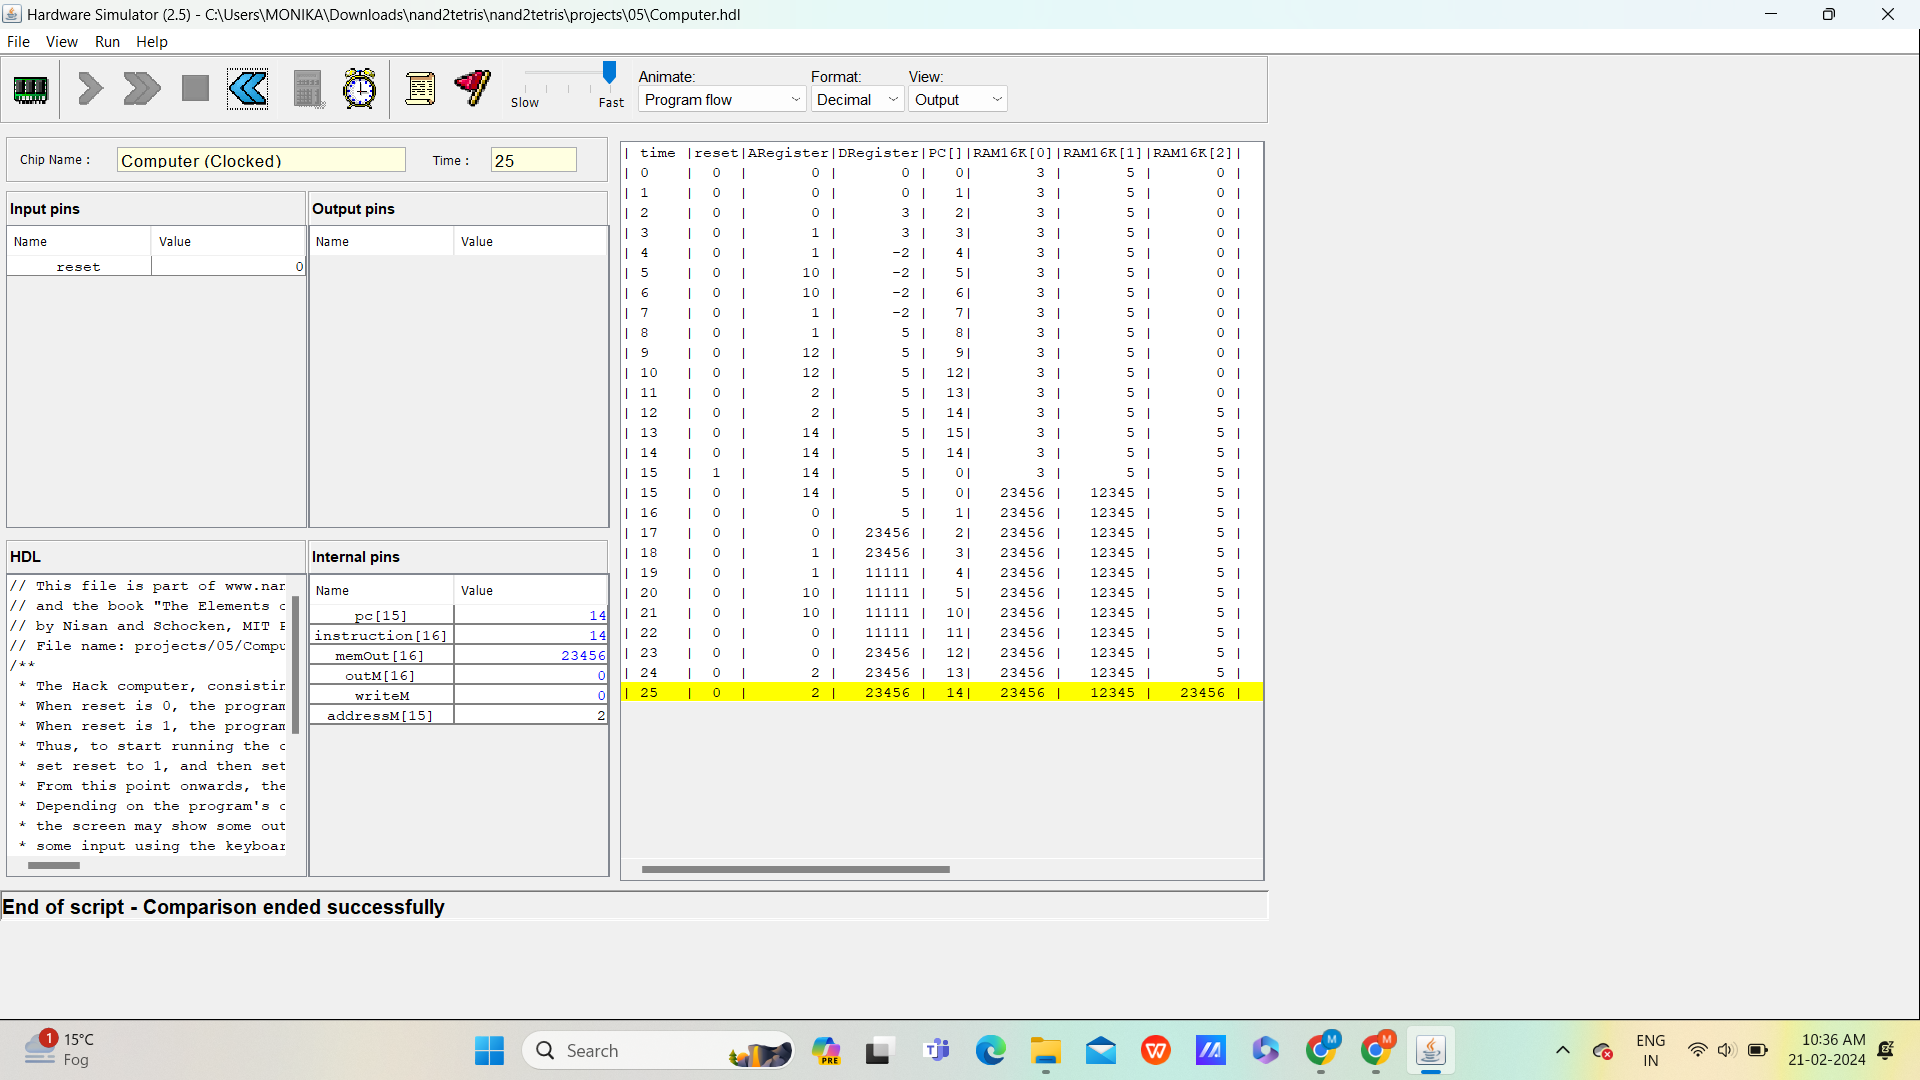 Hardware Simulator (2.5) - C:\Users\MONIKA\Downloads\nand2tetris\nand2tetris\projects\05\Computer.hdl
File View Run Help
Slow Fast
Animate: Format: View:
Program flow Decimal Output
Chip Name : Computer (Clocked) Time : 25
Input pins
Name Value
reset 0
Output pins
Name Value
HDL
// This file is part of www.nan
// and the book "The Elements o
// by Nisan and Schocken, MIT P
// File name: projects/05/Compu
/**
* The Hack computer, consistin
* When reset is 0, the program
* When reset is 1, the program
* Thus, to start running the c
* set reset to 1, and then set
* From this point onwards, the
* Depending on the program's c
* the screen may show some out
* some input using the keyboar
Internal pins
Name Value
pc[15] 14
instruction[16] 14
memOut[16] 23456
outM[16] 0
writeM 0
addressM[15] 2
| time |reset|ARegister|DRegister|PC[]|RAM16K[0]|RAM16K[1]|RAM16K[2]|
| 0 | 0 | 0 | 0 | 0| 3 | 5 | 0 |
| 1 | 0 | 0 | 0 | 1| 3 | 5 | 0 |
| 2 | 0 | 0 | 3 | 2| 3 | 5 | 0 |
| 3 | 0 | 1 | 3 | 3| 3 | 5 | 0 |
| 4 | 0 | 1 | -2 | 4| 3 | 5 | 0 |
| 5 | 0 | 10 | -2 | 5| 3 | 5 | 0 |
| 6 | 0 | 10 | -2 | 6| 3 | 5 | 0 |
| 7 | 0 | 1 | -2 | 7| 3 | 5 | 0 |
| 8 | 0 | 1 | 5 | 8| 3 | 5 | 0 |
| 9 | 0 | 12 | 5 | 9| 3 | 5 | 0 |
| 10 | 0 | 12 | 5 | 12| 3 | 5 | 0 |
| 11 | 0 | 2 | 5 | 13| 3 | 5 | 0 |
| 12 | 0 | 2 | 5 | 14| 3 | 5 | 5 |
| 13 | 0 | 14 | 5 | 15| 3 | 5 | 5 |
| 14 | 0 | 14 | 5 | 14| 3 | 5 | 5 |
| 15 | 1 | 14 | 5 | 0| 3 | 5 | 5 |
| 15 | 0 | 14 | 5 | 0| 23456 | 12345 | 5 |
| 16 | 0 | 0 | 5 | 1| 23456 | 12345 | 5 |
| 17 | 0 | 0 | 23456 | 2| 23456 | 12345 | 5 |
| 18 | 0 | 1 | 23456 | 3| 23456 | 12345 | 5 |
| 19 | 0 | 1 | 11111 | 4| 23456 | 12345 | 5 |
| 20 | 0 | 10 | 11111 | 5| 23456 | 12345 | 5 |
| 21 | 0 | 10 | 11111 | 10| 23456 | 12345 | 5 |
| 22 | 0 | 0 | 11111 | 11| 23456 | 12345 | 5 |
| 23 | 0 | 0 | 23456 | 12| 23456 | 12345 | 5 |
| 24 | 0 | 2 | 23456 | 13| 23456 | 12345 | 5 |
| 25 | 0 | 2 | 23456 | 14| 23456 | 12345 | 23456 |
End of script - Comparison ended successfully
1 15°C
Fog
Search
PRE
M
M
ENG
IN
10:36 AM
21-02-2024